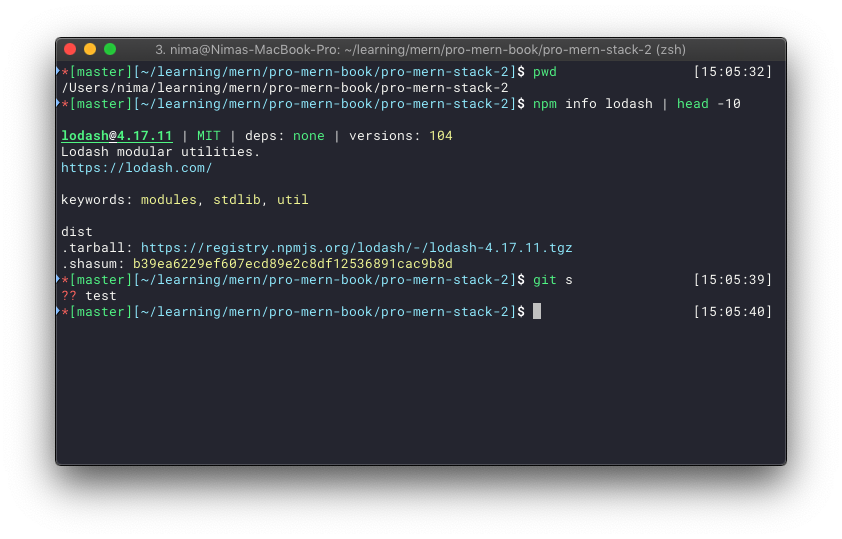 3. nima@Nimas-MacBook-Pro: ~/learning/mern/pro-mern-book/pro-mern-stack-2 (zsh)
*[master][~/learning/mern/pro-mern-book/pro-mern-stack-2]$ pwd [15:05:32]
/Users/nima/learning/mern/pro-mern-book/pro-mern-stack-2
*[master][~/learning/mern/pro-mern-book/pro-mern-stack-2]$ npm info lodash | head -10
lodash@4.17.11 | MIT | deps: none | versions: 104
Lodash modular utilities.
https://lodash.com/
keywords: modules, stdlib, util
dist
.tarball: https://registry.npmjs.org/lodash/-/lodash-4.17.11.tgz
.shasum: b39ea6229ef607ecd89e2c8df12536891cac9b8d
*[master][~/learning/mern/pro-mern-book/pro-mern-stack-2]$ git s [15:05:39]
?? test
*[master][~/learning/mern/pro-mern-book/pro-mern-stack-2]$ [15:05:40]